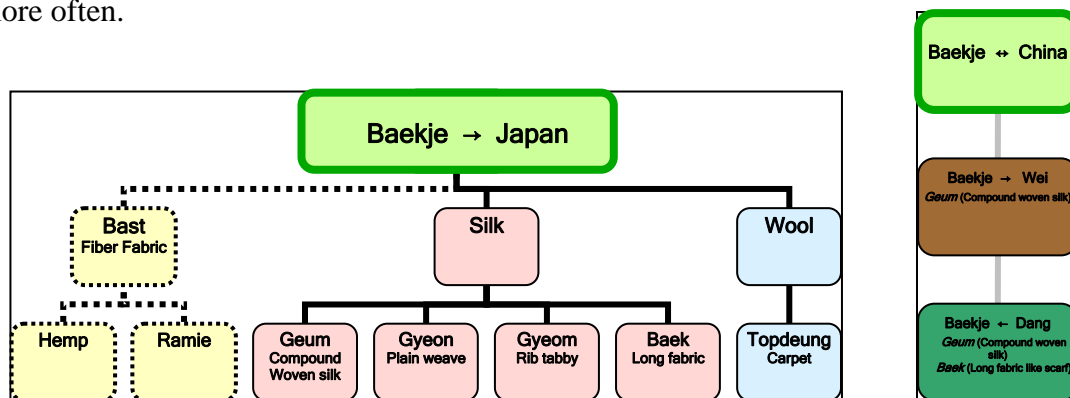 more often.
Baekje → Japan
Bast
Fiber Fabric
Silk
Wool
Hemp
Ramie
Geum
Compound
Woven silk
Gyeon
Plain weave
Gyeom
Rib tabby
Baek
Long fabric
Topdeung
Carpet
Baekje ↔ China
Baekje → Wei
Geum (Compound woven silk)
Baekje ← Dang
Geum (Compound woven
silk)
Baek (Long fabric like scarf)